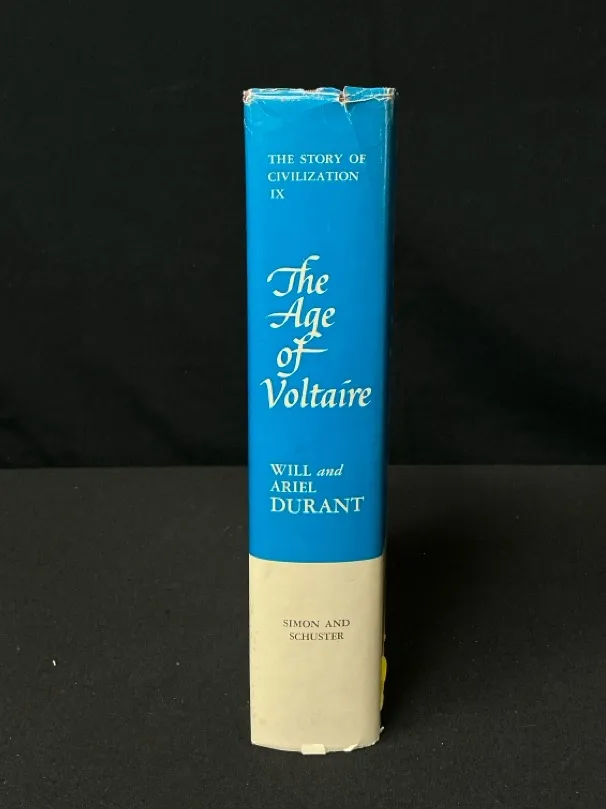 THE STORY OF
CIVILIZATION
IX
The
Age
of
Voltaire
WILL and
ARIEL
DURANT
SIMON AND
SCHUSTER